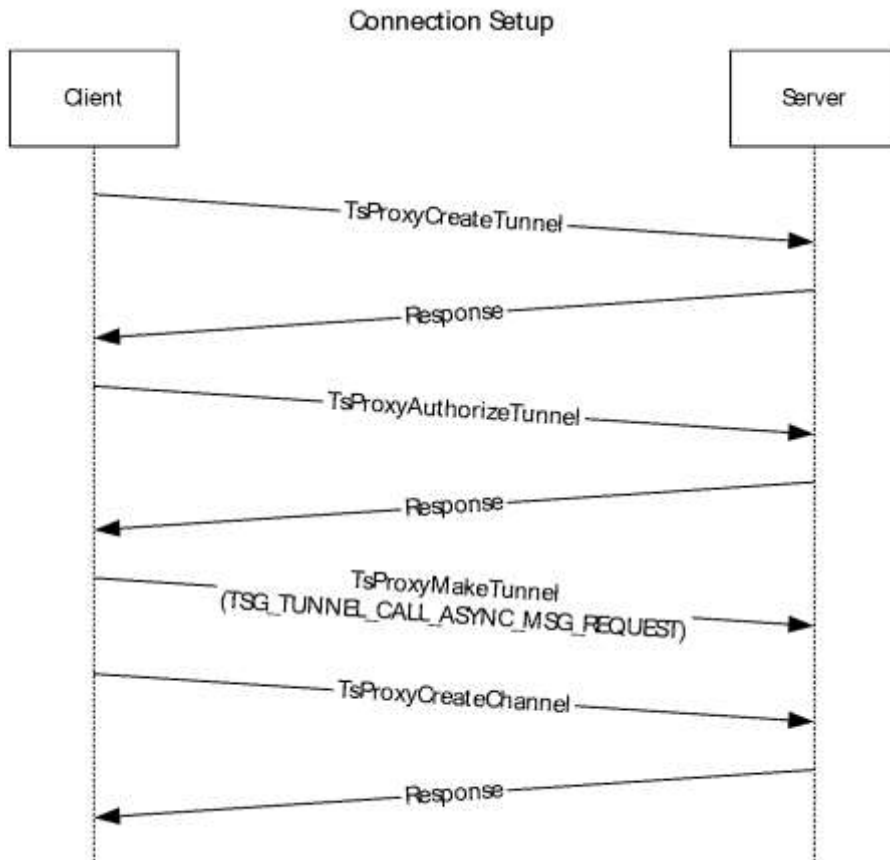 Connection Setup
Client
Server
TsProxyCreateTunnel
Response
TsProxyAuthorizeTunnel
Response
TsProxyMakeTunnel
(TSG_TUNNEL_CALL_ASYNC_MSG_REQUEST)
TsProxyCreateChannel
Response